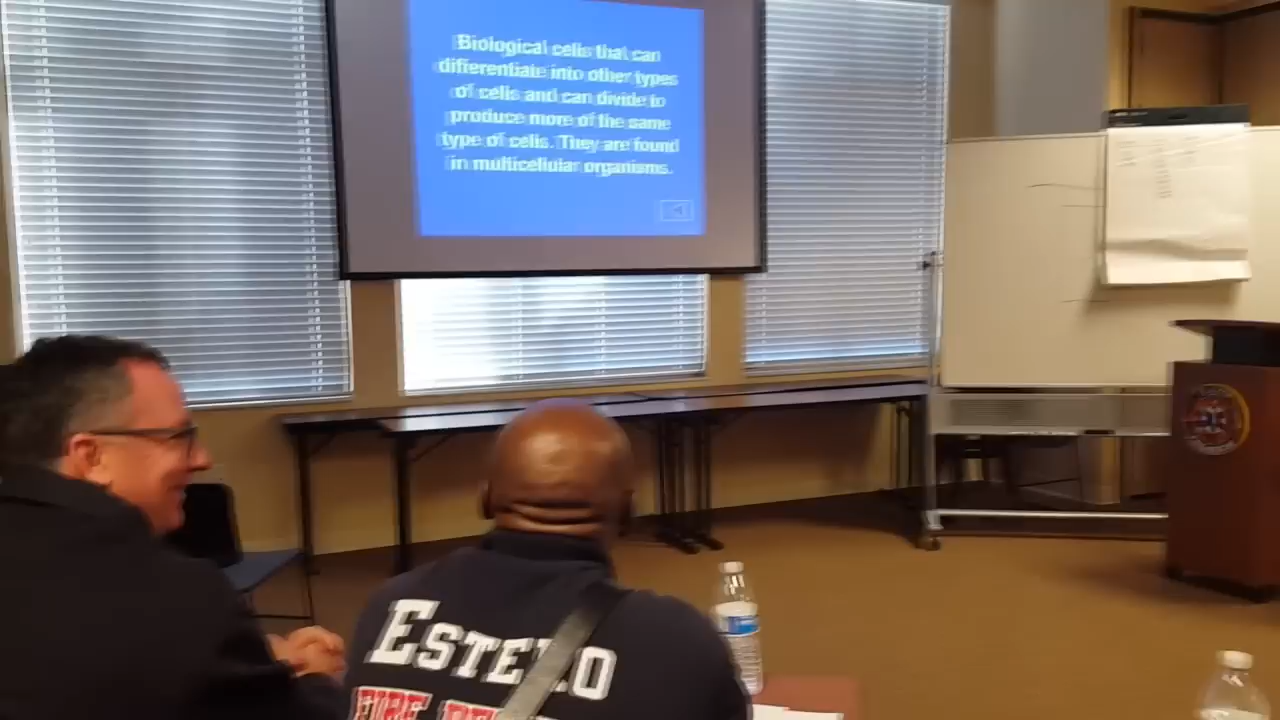 Biological cells that can
differentiate into other types
of cells and can divide to
produce more of the same
type of cells. They are found
in multicellular organisms.
ESTERO
FIRE